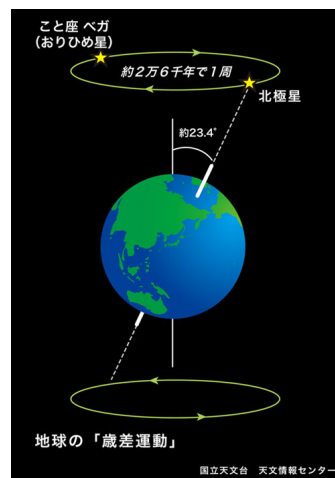 こと座 ベガ
(おりひめ星)
約2万6千年で1周
北極星
約23.4°
地球の「歳差運動」
国立天文台 天文情報センター